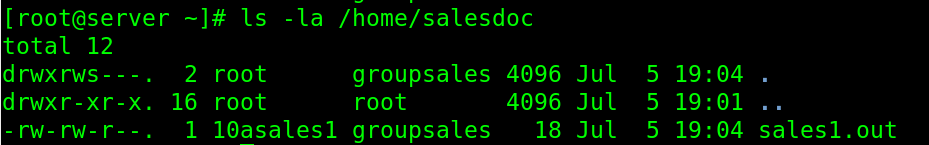 [root@server ~]# ls -la /home/salesdoc
total 12
drwxrws---.  2 root      groupsales 4096 Jul  5 19:04 .
drwxr-xr-x. 16 root      root       4096 Jul  5 19:01 ..
-rw-rw-r--.  1 10asales1 groupsales   18 Jul  5 19:04 sales1.out